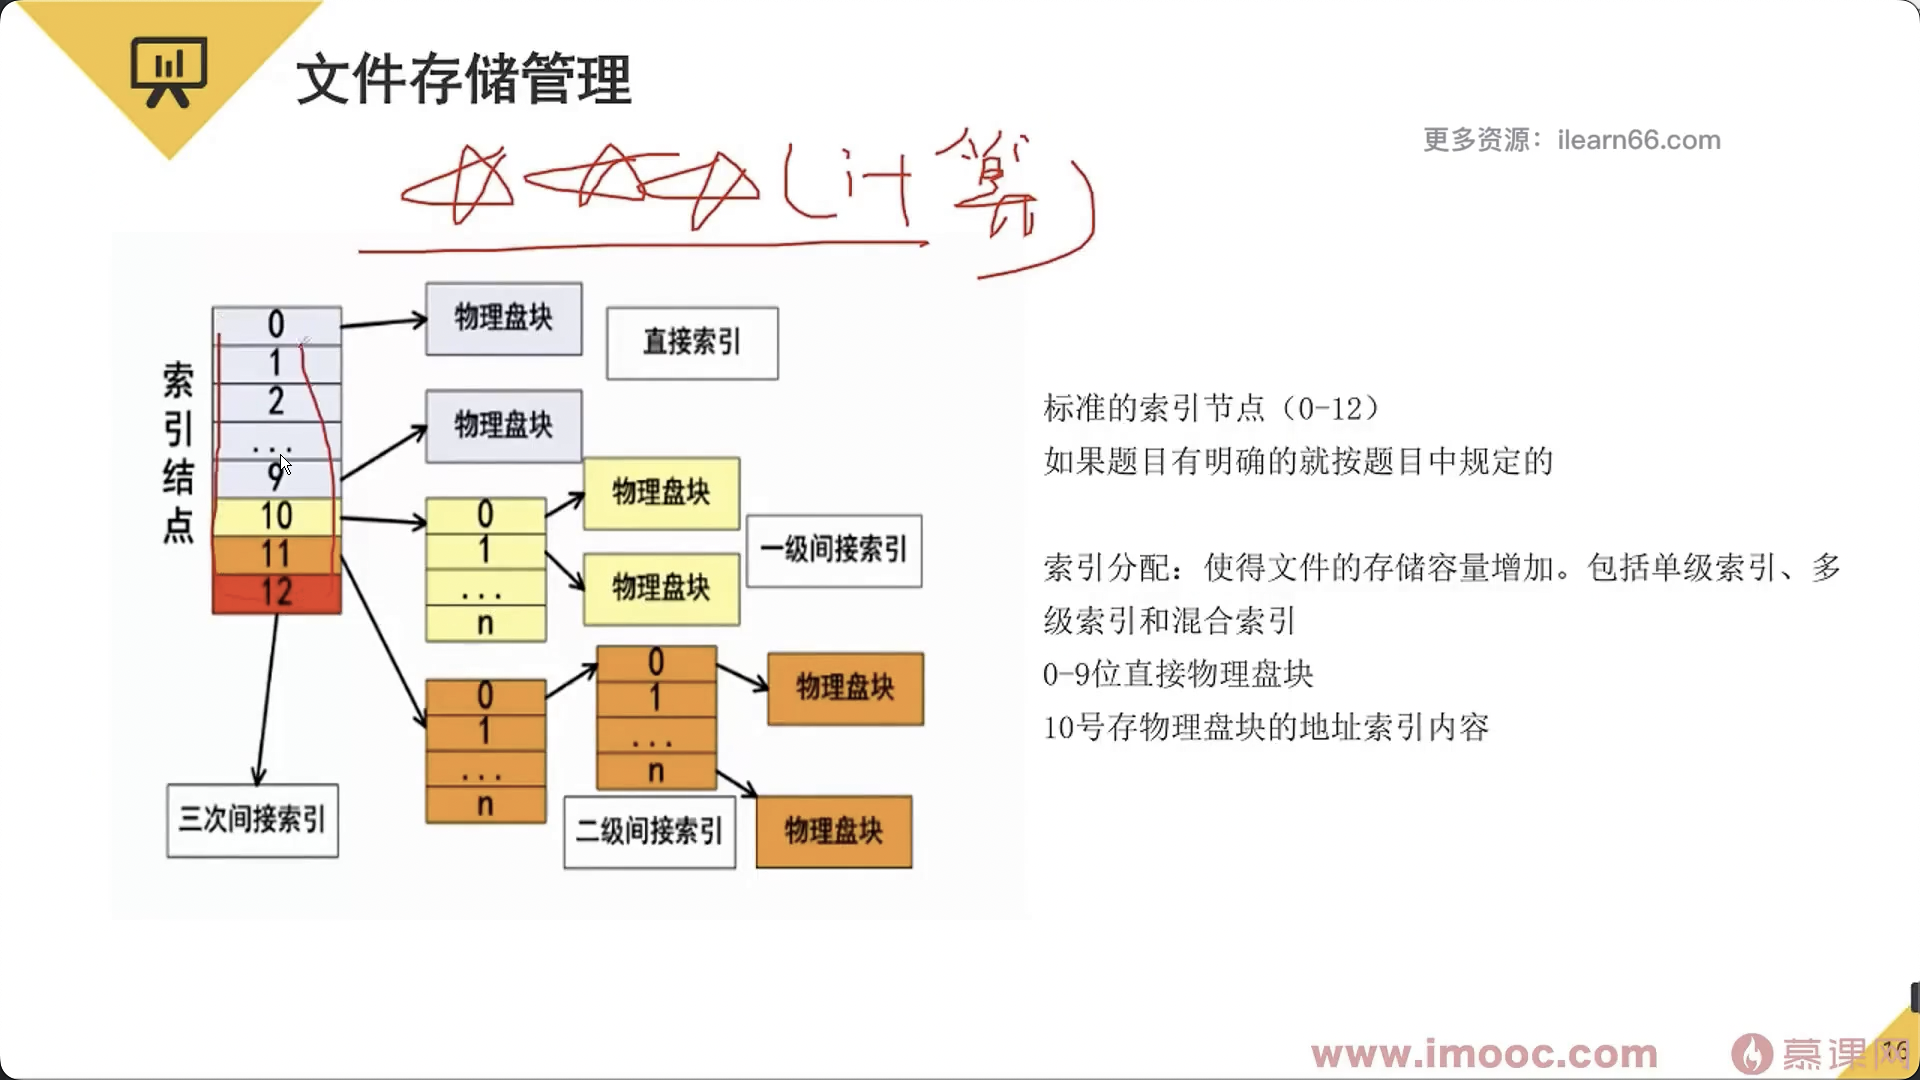 文件存储管理
更多资源：ilearn66.com
(计算)
索引结点
0
1
2
...
9
10
11
12
物理盘块
直接索引
物理盘块
0
1
...
n
物理盘块
物理盘块
一级间接索引
0
1
...
n
0
1
...
n
物理盘块
物理盘块
二级间接索引
三次间接索引
标准的索引节点（0-12）
如果题目有明确的就按题目中规定的
索引分配：使得文件的存储容量增加。包括单级索引、多
级索引和混合索引
0-9位直接物理盘块
10号存物理盘块的地址索引内容
www.imooc.com
慕课网
16